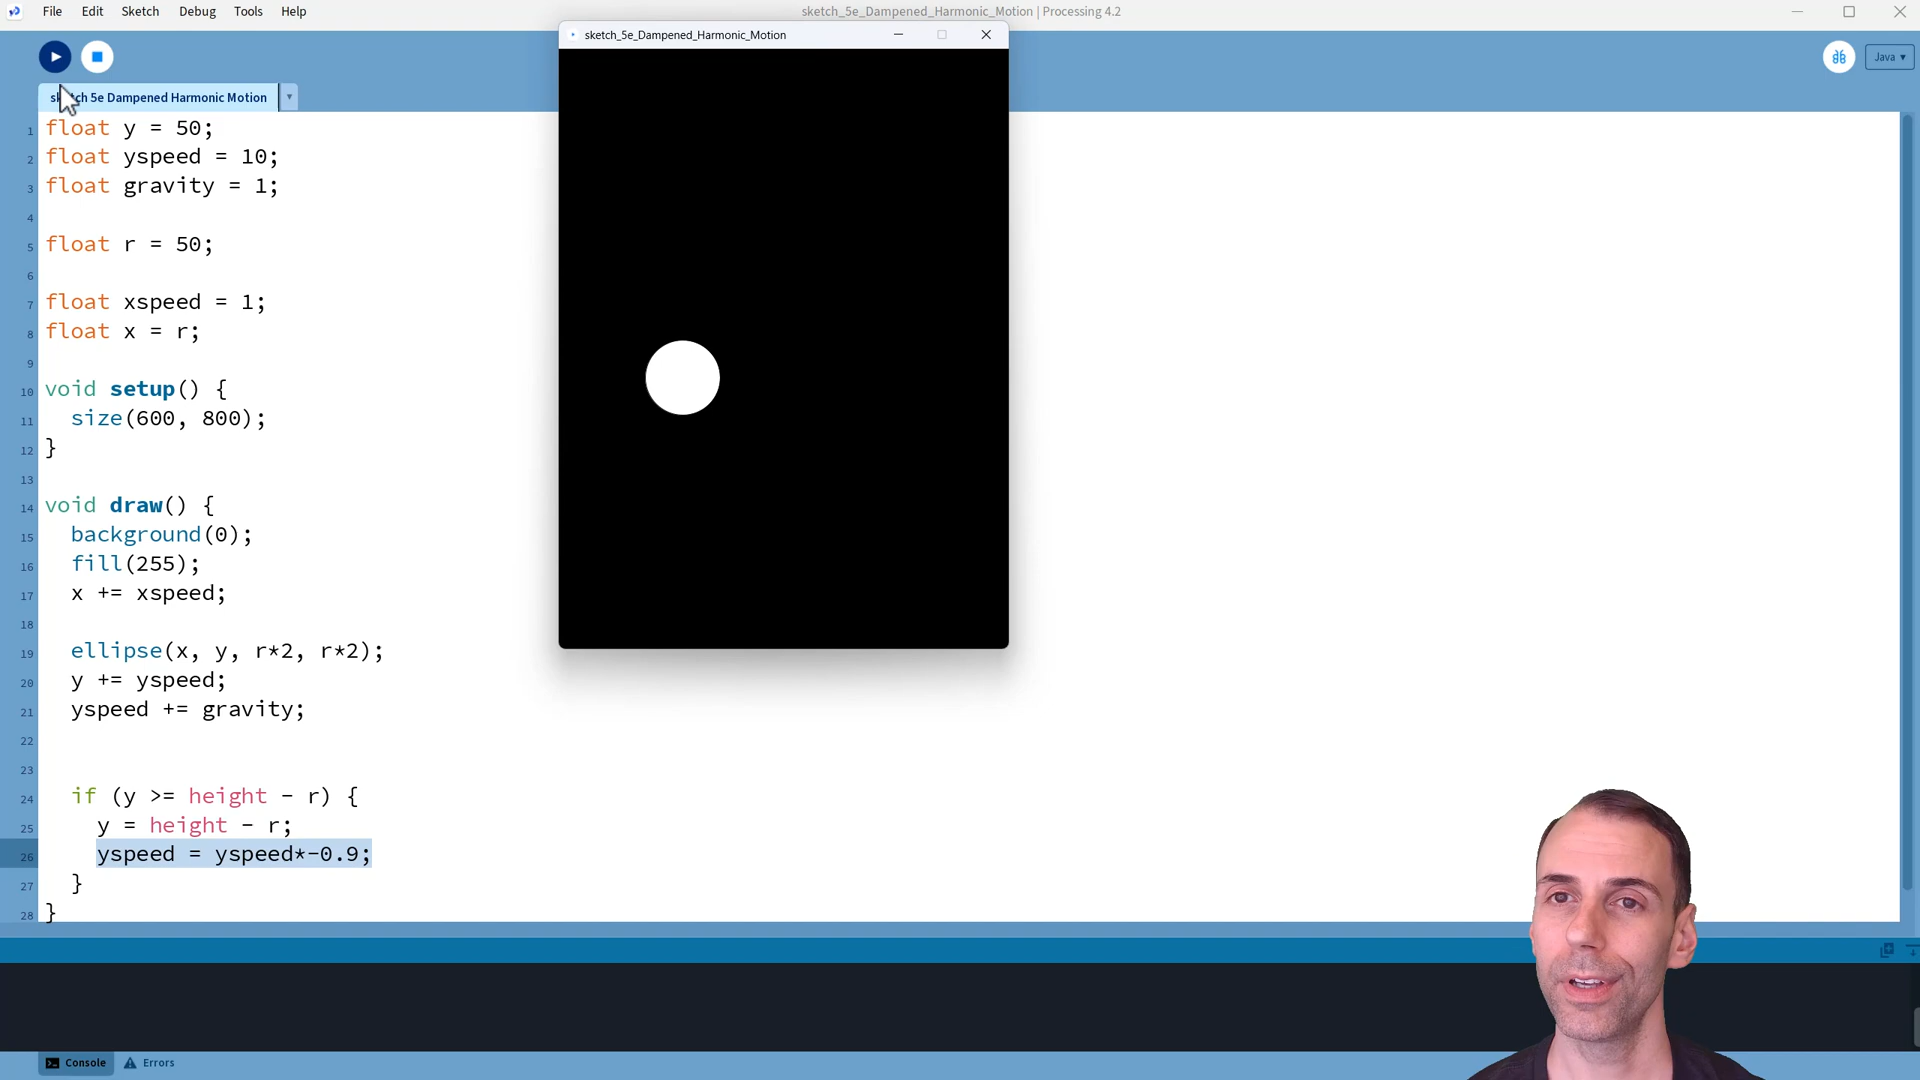 File Edit Sketch Debug Tools Help
sketch_5e_Dampened_Harmonic_Motion | Processing 4.2
sketch_5e_Dampened_Harmonic_Motion
Java
sketch 5e Dampened Harmonic Motion
1 float y = 50;
2 float yspeed = 10;
3 float gravity = 1;
4
5 float r = 50;
6
7 float xspeed = 1;
8 float x = r;
9
10 void setup() {
11 size(600, 800);
12 }
13
14 void draw() {
15 background(0);
16 fill(255);
17 x += xspeed;
18
19 ellipse(x, y, r*2, r*2);
20 y += yspeed;
21 yspeed += gravity;
22
23
24 if (y >= height - r) {
25 y = height - r;
26 yspeed = yspeed*-0.9;
27 }
28 }
Console Errors